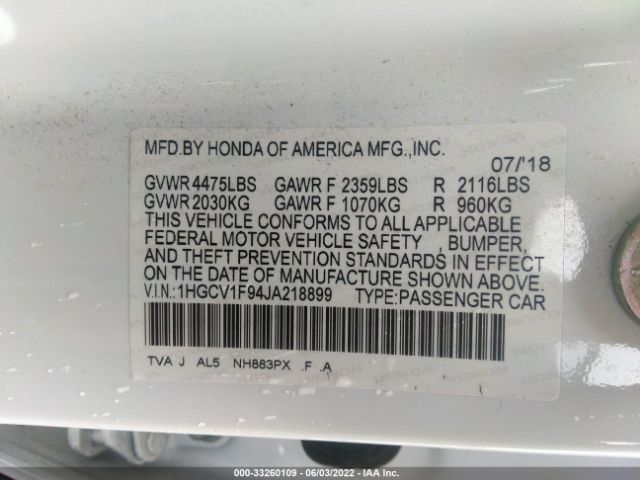 MFD.BY HONDA OF AMERICA MFG.,INC.
07/'18
GVWR 4475LBS GAWR F 2359LBS R 2116LBS
GVWR 2030KG GAWR F 1070KG R 960KG
THIS VEHICLE CONFORMS TO ALL APPLICABLE
FEDERAL MOTOR VEHICLE SAFETY , BUMPER,
AND THEFT PREVENTION STANDARDS IN EFFECT
ON THE DATE OF MANUFACTURE SHOWN ABOVE.
V.I.N.:1HGCV1F94JA218899 TYPE:PASSENGER CAR
TVA J AL5 NH883PX .F .A
000-33260109 - 06/03/2022 - IAA Inc.